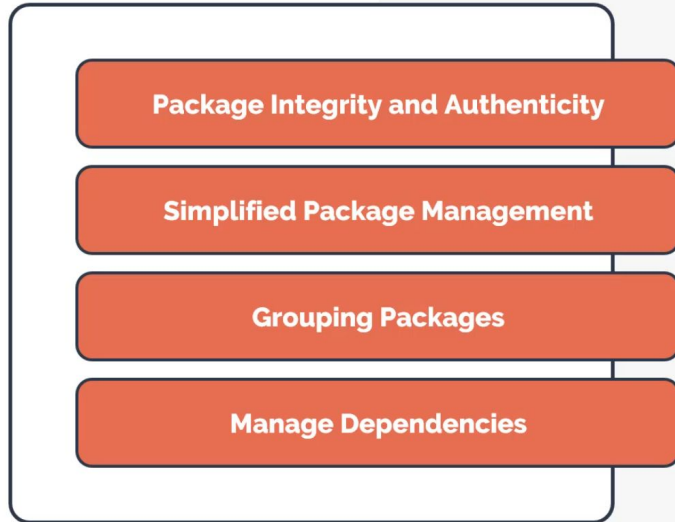 Package Integrity and Authenticity
Simplified Package Management
Grouping Packages
Manage Dependencies